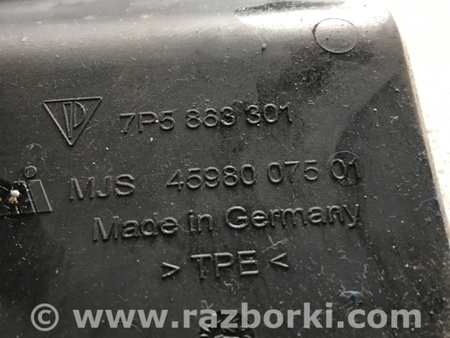 7P5 863 301
MJS 45980 075 01
Made in Germany
> TPE <
© www.razborki.com